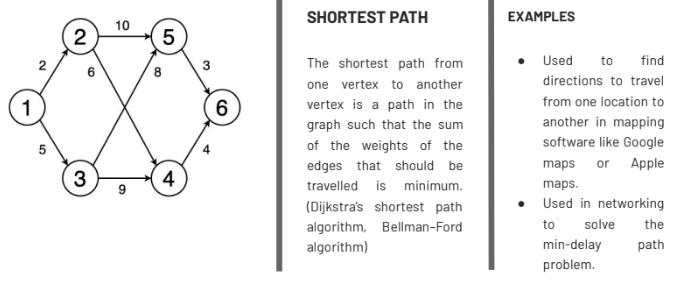 10
2
5
2
6
8
3
1
6
5
4
3
4
9
SHORTEST PATH
The shortest path from
one vertex to another
vertex is a path in the
graph such that the sum
of the weights of the
edges that should be
travelled is minimum.
(Dijkstra's shortest path
algorithm, Bellman-Ford
algorithm)
EXAMPLES
● Used to find
directions to travel
from one location to
another in mapping
software like Google
maps or Apple
maps.
● Used in networking
to solve the
min-delay path
problem.